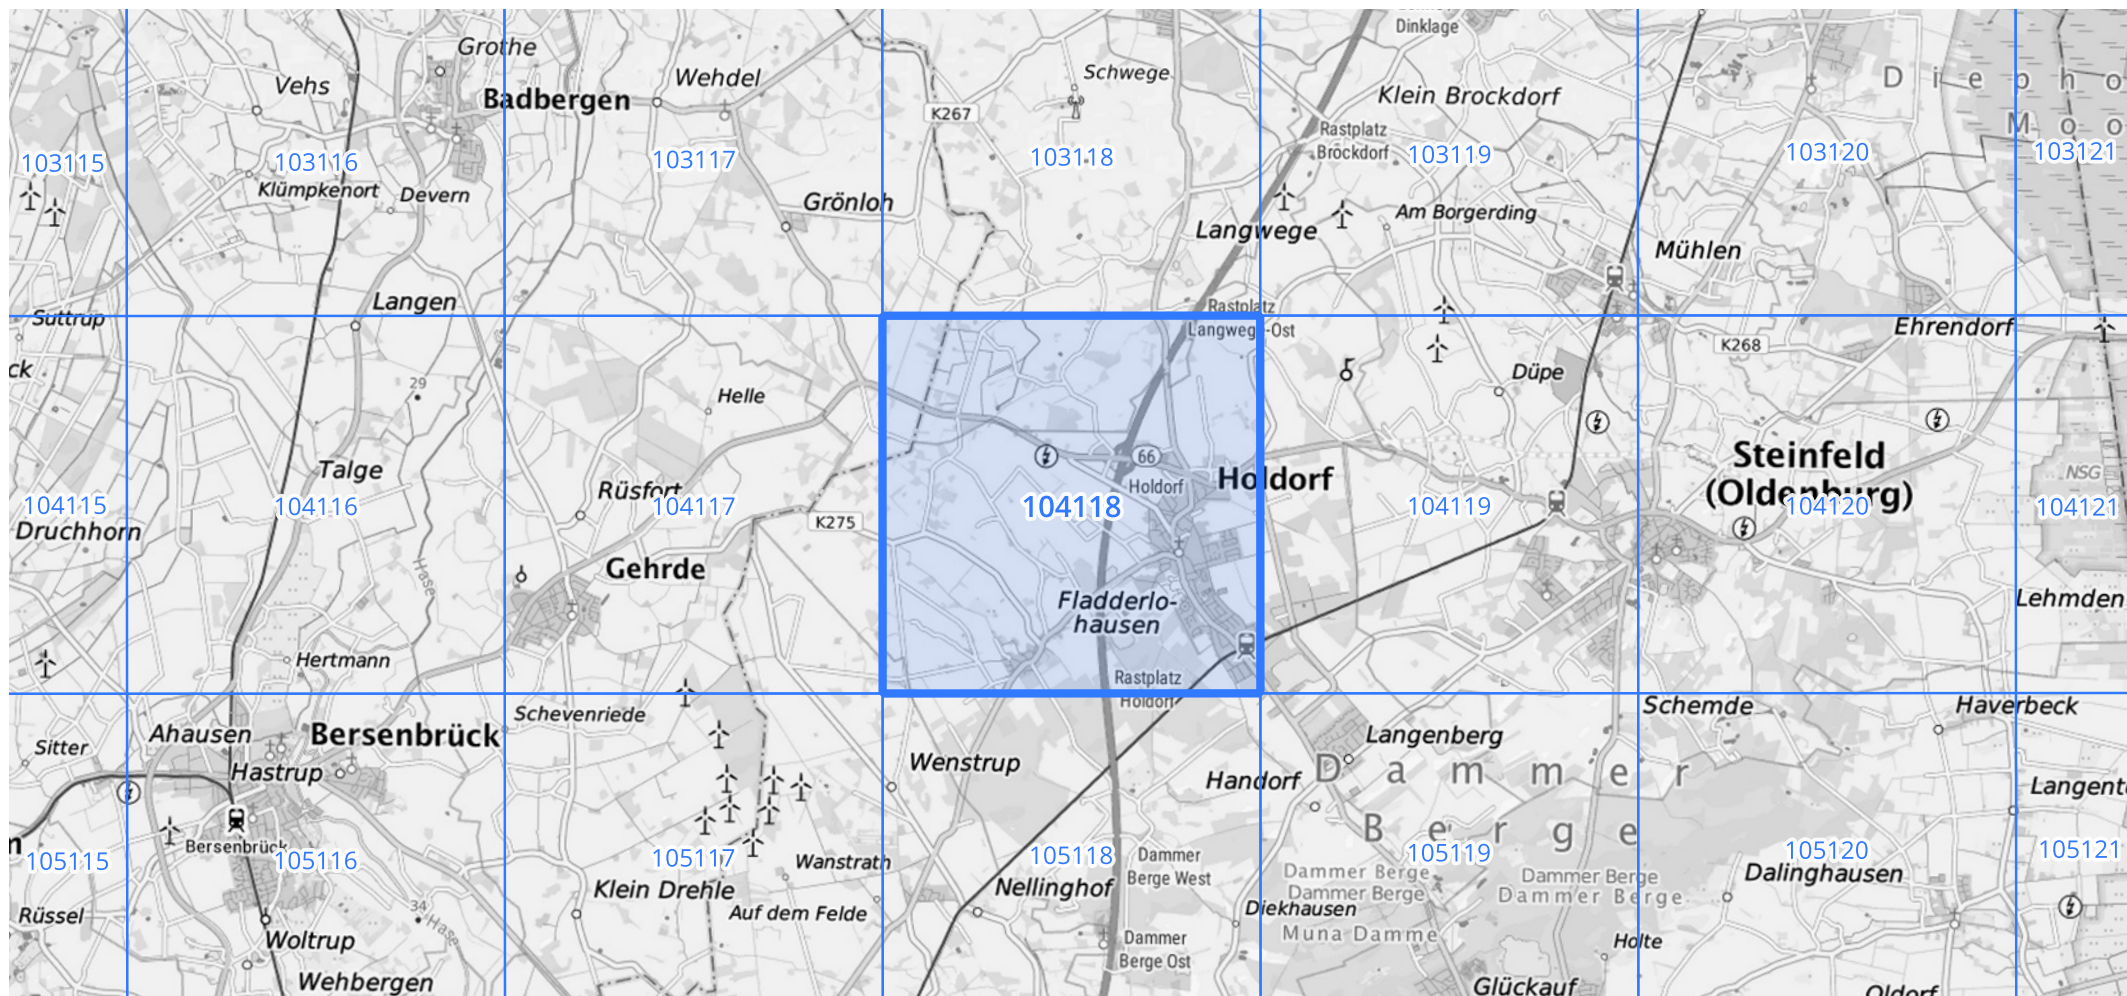 Dinklage
Grothe
Vehs
Wehdel
Schwege
Klein Brockdorf
D i e p h o
Badbergen
K267
M o o
Rastplatz
Brockdorf
103115
103116
103117
103118
103119
103120
103121
Klümpkenort
Devern
Grönloh
Langwege
Am Borgerding
Mühlen
Langen
Rastplatz
Langwege-Ost
Suttrup
Ehrendorf
K268
ck
29
Helle
Düpe
Talge
66
Holdorf
Holdorf
Steinfeld
(Oldenburg)
NSG
Rüsfort
104115
104116
104117
104118
104119
104120
104121
Druchhorn
K275
Hase
Gehrde
Fladderlo-
hausen
Lehmden
Hertmann
Rastplatz
Holdorf
Schevenriede
Schemde
Haverbeck
Ahausen
Bersenbrück
Sitter
Langenberg
Hastrup
Wenstrup
Handorf
D a m m e r
Langent
B e r g e
n
Bersenbrück
105115
105116
105117
105118
105119
105120
105121
Wanstrath
Dammer
Berge West
Dammer Berge
Dammer Berge
Dammer Berge
Dammer Berge
Dalinghausen
Klein Drehle
Nellinghof
Rüssel
34
Hase
Auf dem Felde
Diekhausen
Muna Damme
Woltrup
Dammer
Berge Ost
Holte
Wehbergen
Glückauf
Oldorf